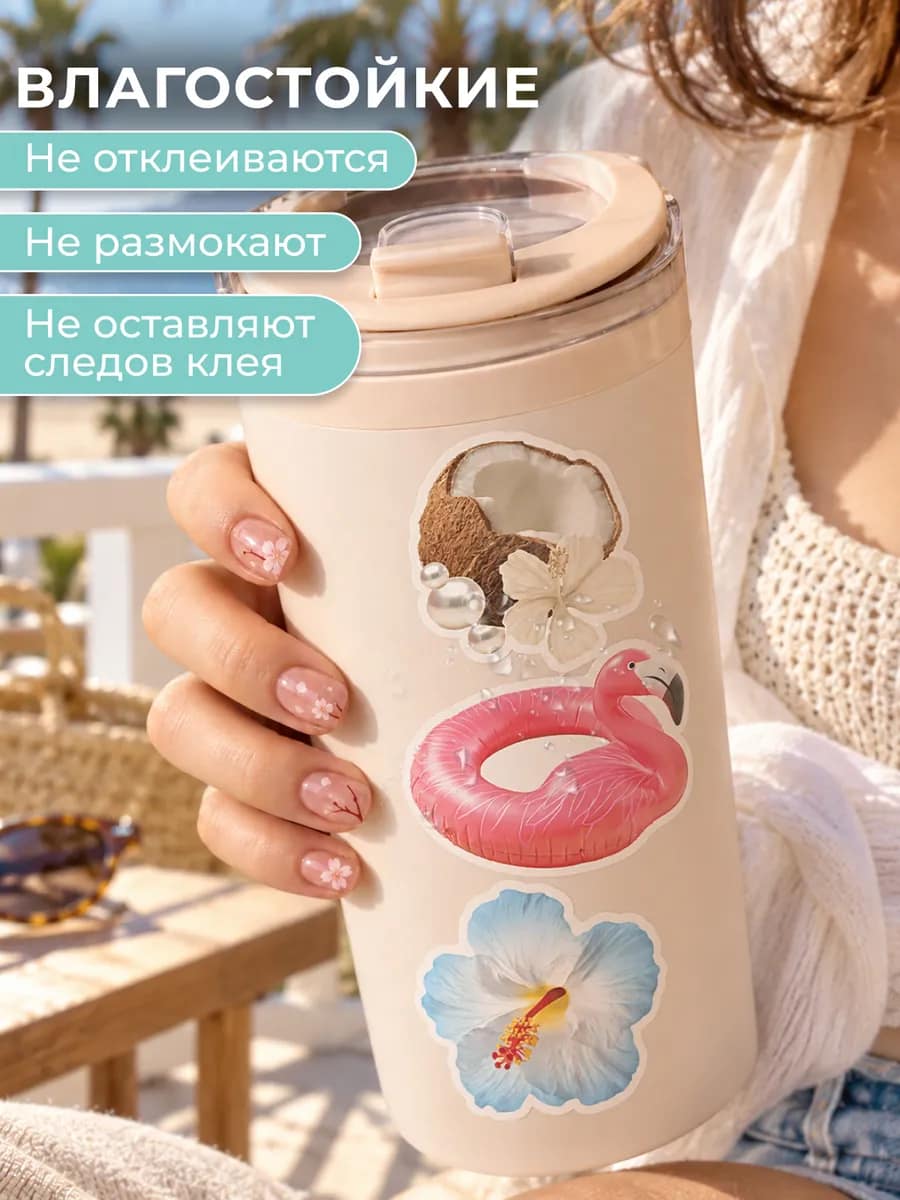 ВЛАГОСТОЙКИЕ
Не отклеиваются
Не размокают
Не оставляют
следов клея